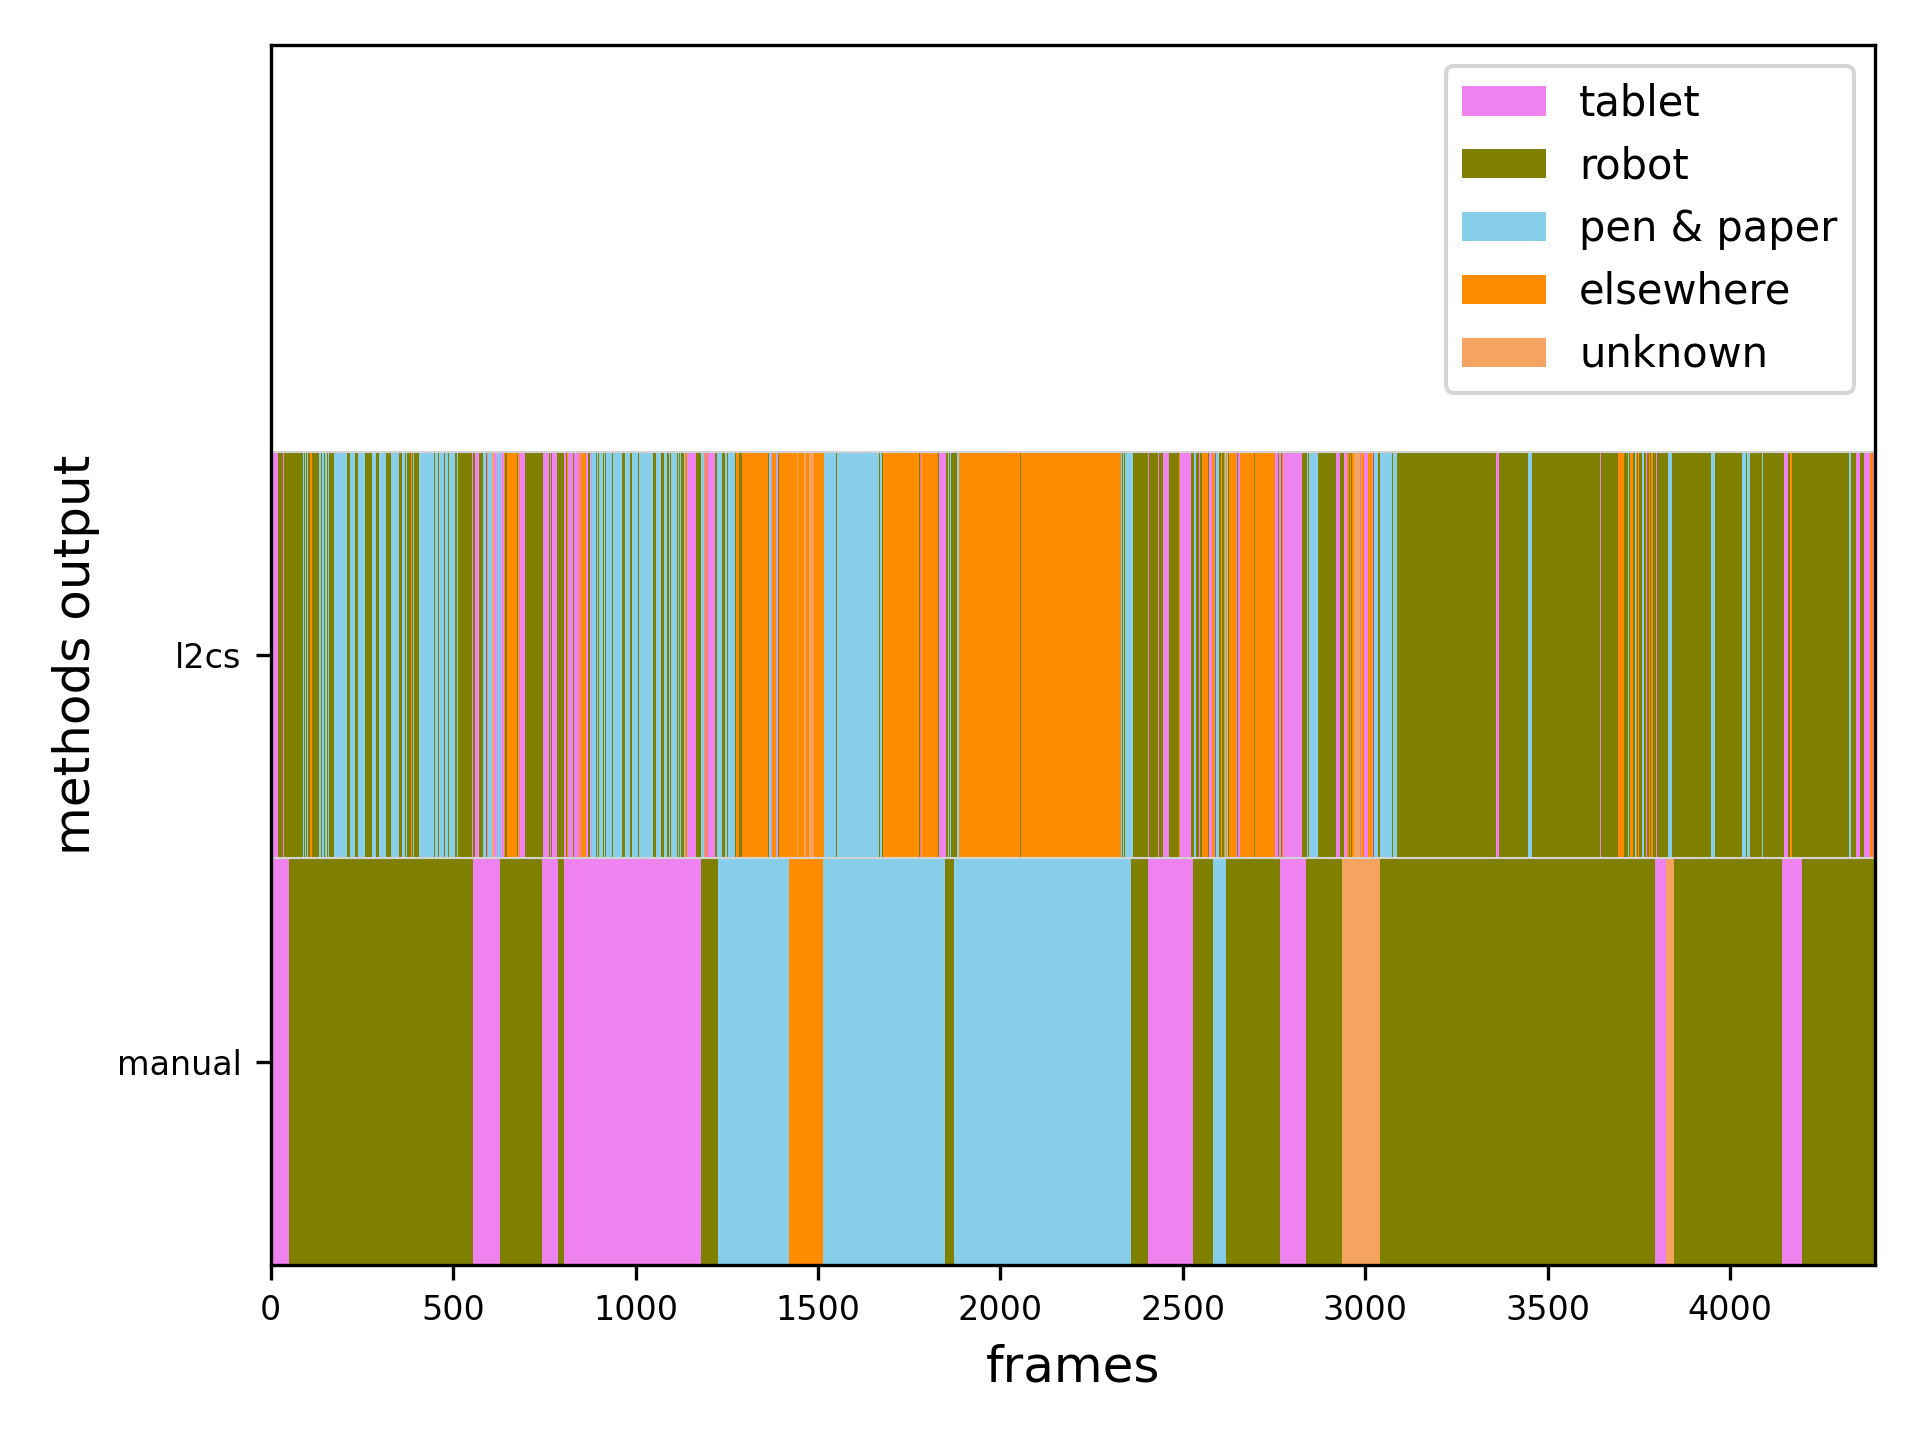 tablet
robot
pen & paper
elsewhere
unknown
methods output
l2cs
manual
0 500 1000 1500 2000 2500 3000 3500 4000
frames